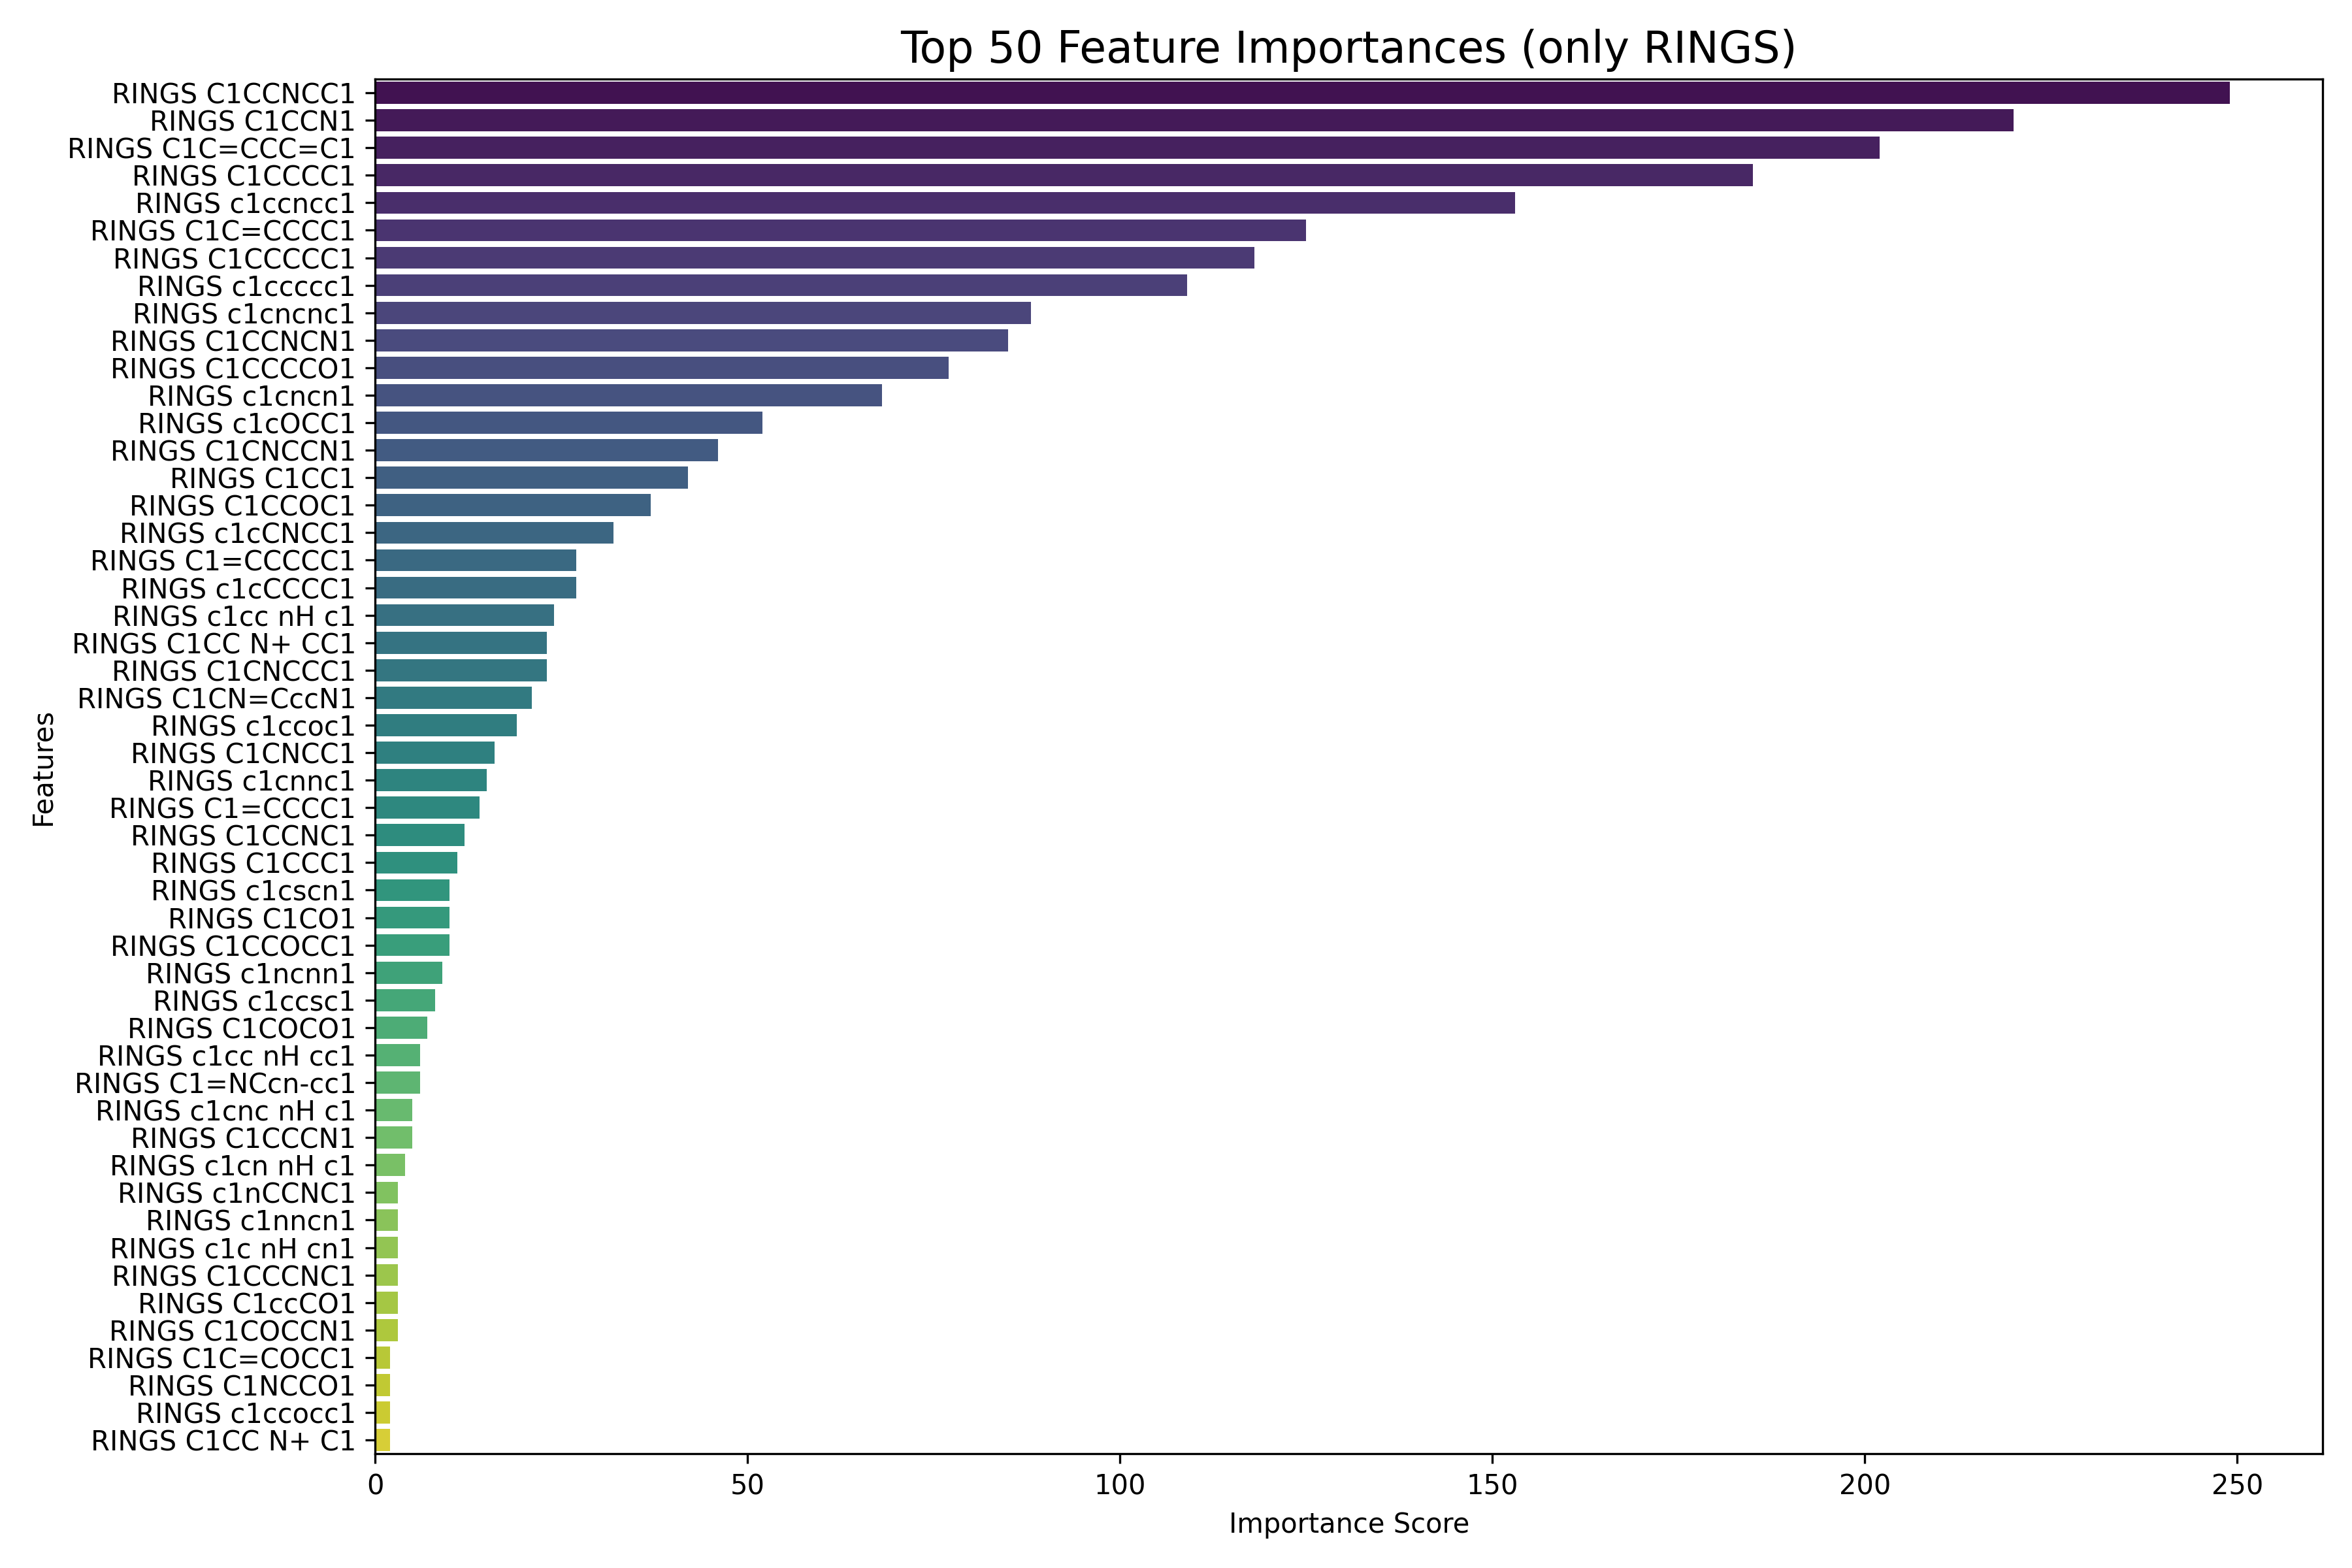 Top 50 Feature Importances (only RINGS)
RINGS C1CCNCC1
RINGS C1CCN1
RINGS C1C=CCC=C1
RINGS C1CCCC1
RINGS c1ccncc1
RINGS C1C=CCCC1
RINGS C1CCCCC1
RINGS c1ccccc1
RINGS c1cncnc1
RINGS C1CCNCN1
RINGS C1CCCCO1
RINGS c1cncn1
RINGS c1cOCC1
RINGS C1CNCCN1
RINGS C1CC1
RINGS C1CCOC1
RINGS c1cCNCC1
RINGS C1=CCCCC1
RINGS c1cCCCC1
RINGS c1cc nH c1
RINGS C1CC N+ CC1
RINGS C1CNCCC1
RINGS C1CN=CccN1
RINGS c1ccoc1
RINGS C1CNCC1
RINGS c1cnnc1
RINGS C1=CCCC1
RINGS C1CCNC1
RINGS C1CCC1
RINGS c1cscn1
RINGS C1CO1
RINGS C1CCOCC1
RINGS c1ncnn1
RINGS c1ccsc1
RINGS C1COCO1
RINGS c1cc nH cc1
RINGS C1=NCcn-cc1
RINGS c1cnc nH c1
RINGS C1CCCN1
RINGS c1cn nH c1
RINGS c1nCCNC1
RINGS c1nncn1
RINGS c1c nH cn1
RINGS C1CCCNC1
RINGS C1ccCO1
RINGS C1COCCN1
RINGS C1C=COCC1
RINGS C1NCCO1
RINGS c1ccocc1
RINGS C1CC N+ C1
Features
0 50 100 150 200 250
Importance Score